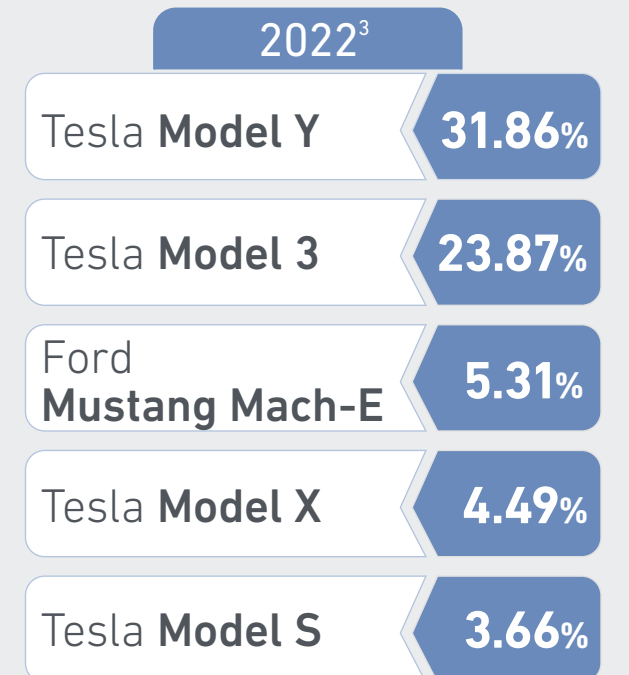 2022³
Tesla Model Y
31.86%
Tesla Model 3
23.87%
Ford
Mustang Mach-E
5.31%
Tesla Model X
4.49%
Tesla Model S
3.66%